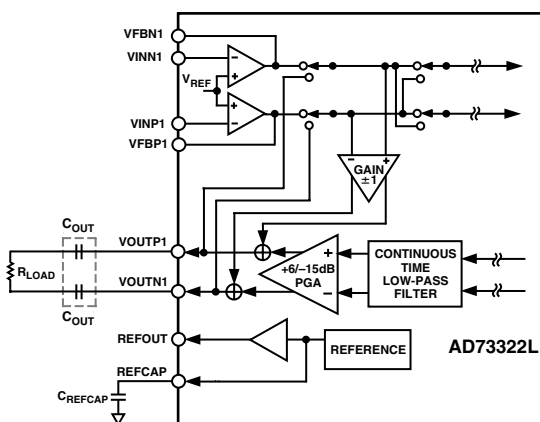 VFBN1
VINN1
VREF
VINP1
VFBP1
GAIN
±1
COUT
VOUTP1
RLOAD
+6/–15dB
PGA
CONTINUOUS
TIME
LOW-PASS
FILTER
VOUTN1
COUT
REFOUT
REFERENCE
AD73322L
REFCAP
CREFCAP